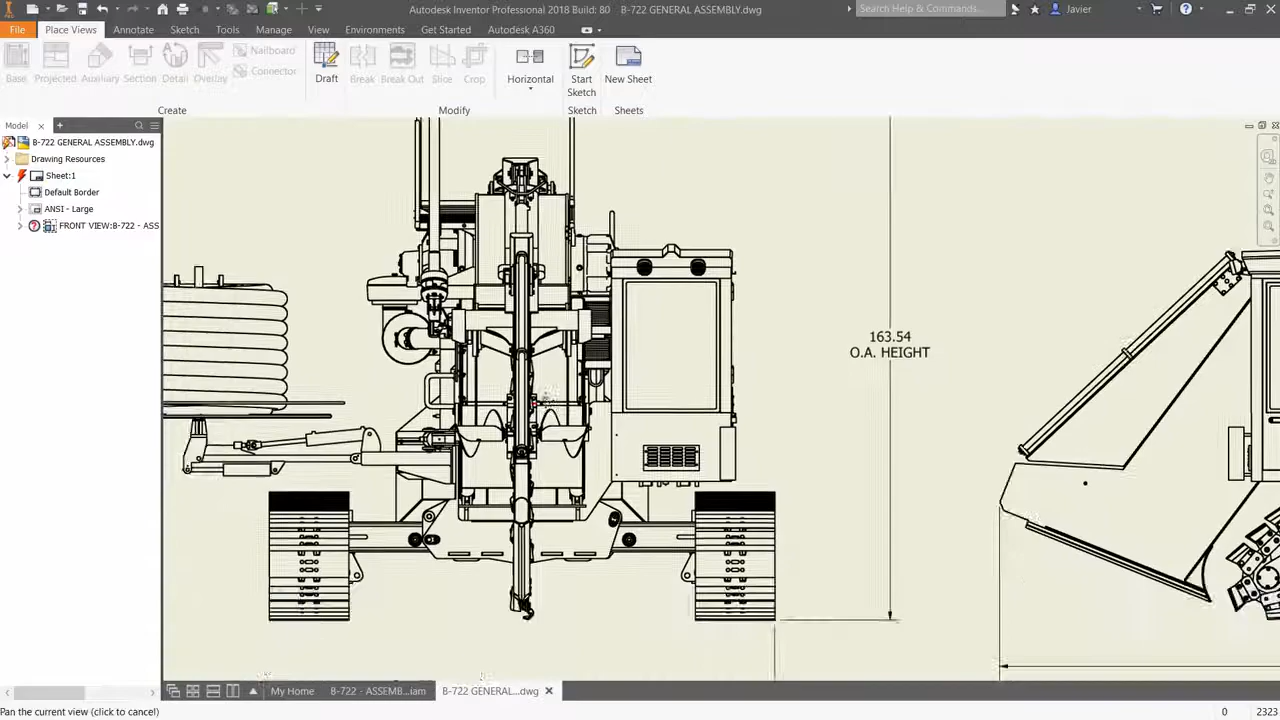 PRO
Autodesk Inventor Professional 2018 Build: 80 B-722 GENERAL ASSEMBLY.dwg
Search Help & Commands...
Javier
File Place Views Annotate Sketch Tools Manage View Environments Get Started Autodesk A360
Base Projected Auxiliary Section Detail Overlay
Nailboard
Connector
Draft Break Break Out Slice Crop
Horizontal
Start
Sketch
New Sheet
Create Modify Sketch Sheets
Model
B-722 GENERAL ASSEMBLY.dwg
Drawing Resources
Sheet:1
Default Border
ANSI - Large
FRONT VIEW:B-722 - ASS
163.54
O.A. HEIGHT
My Home B-722 - ASSEMB...iam B-722 GENERAL...dwg
Pan the current view (click to cancel) 0 2323